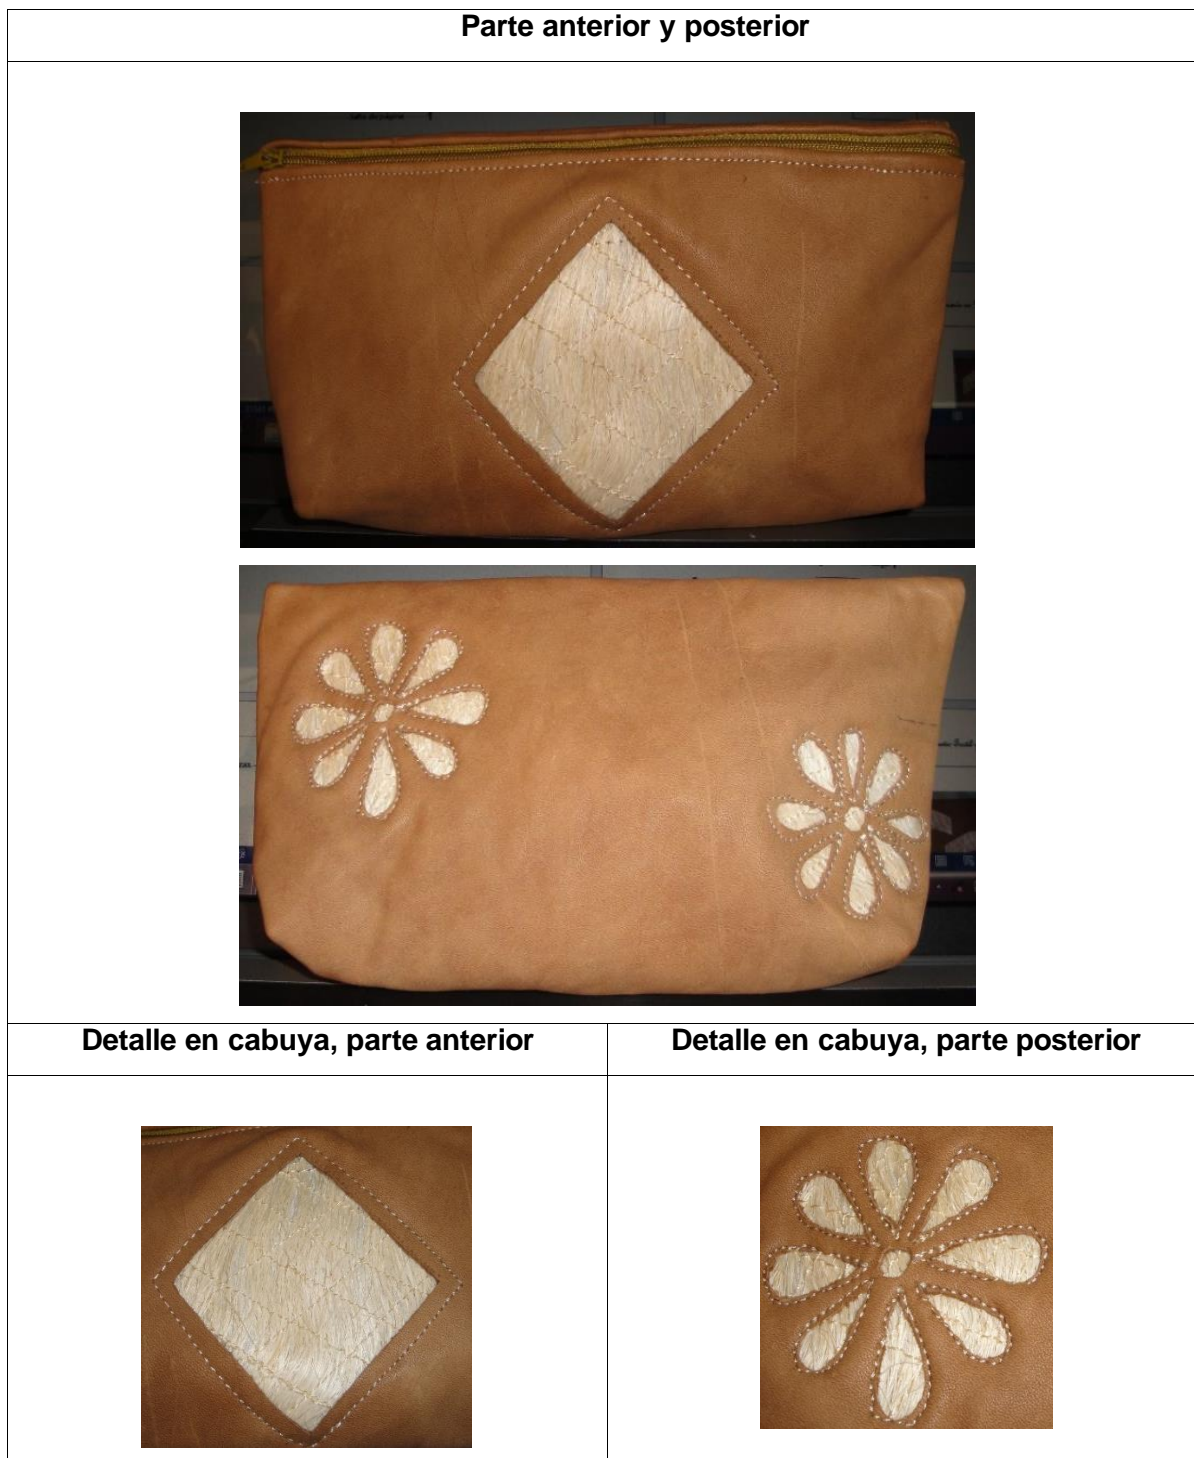 Parte anterior y posterior
Detalle en cabuya, parte anterior
Detalle en cabuya, parte posterior